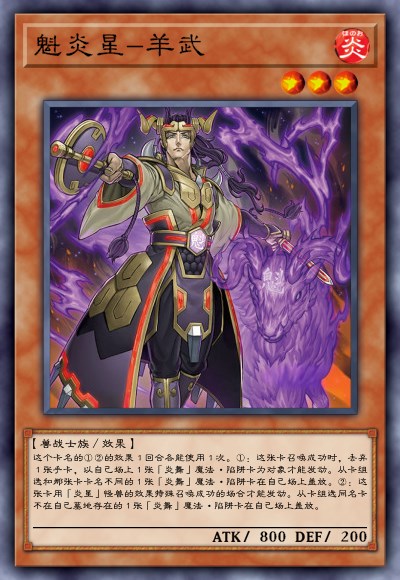 魁炎星-羊武
ほのお
炎
【兽战士族／效果】
这个卡名的①②的效果1回合各能使用1次。①：这张卡召唤成功时，丢弃
1张手卡，以自己场上1张「炎舞」魔法·陷阱卡为对象才能发动。从卡组
选和那张卡卡名不同的1张「炎舞」魔法·陷阱卡在自己场上盖放。②：这
张卡用「炎星」怪兽的效果特殊召唤成功的场合才能发动。从卡组选同名卡
不在自己墓地存在的1张「炎舞」魔法·陷阱卡在自己场上盖放。
ATK/ 800 DEF/ 200